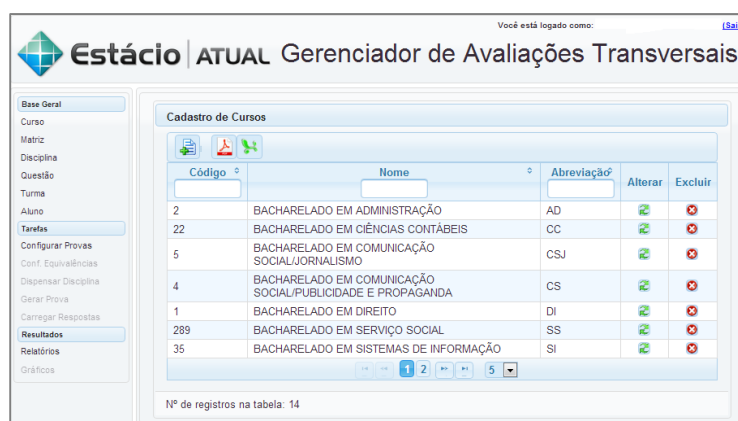 Você está logado como:
(Sai
Estácio ATUAL Gerenciador de Avaliações Transversais
Base Geral
Curso
Matriz
Disciplina
Questão
Turma
Aluno
Tarefas
Configurar Provas
Conf. Equivalências
Dispensar Disciplina
Gerar Prova
Carregar Respostas
Resultados
Relatórios
Gráficos
Cadastro de Cursos
Código Nome Abreviação Alterar Excluir
2 BACHARELADO EM ADMINISTRAÇÃO AD
22 BACHARELADO EM CIÊNCIAS CONTÁBEIS CC
5 BACHARELADO EM COMUNICAÇÃO
SOCIAL/JORNALISMO CSJ
4 BACHARELADO EM COMUNICAÇÃO
SOCIAL/PUBLICIDADE E PROPAGANDA CS
1 BACHARELADO EM DIREITO DI
289 BACHARELADO EM SERVIÇO SOCIAL SS
35 BACHARELADO EM SISTEMAS DE INFORMAÇÃO SI
1 2 5
Nº de registros na tabela: 14